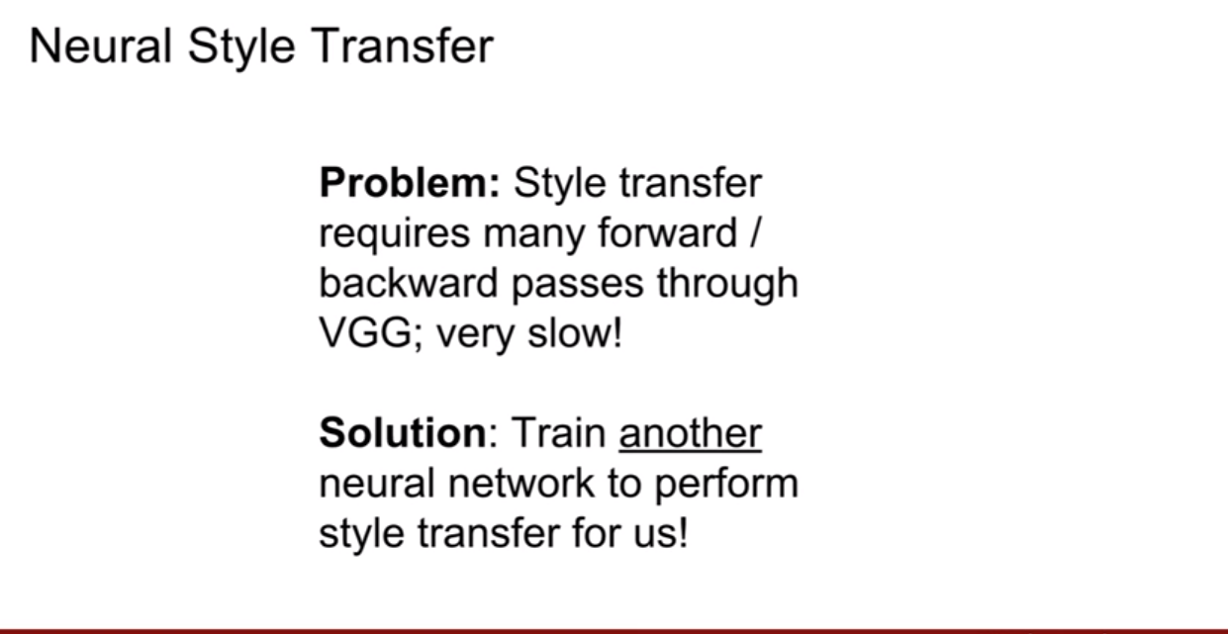 Neural Style Transfer
Problem: Style transfer
requires many forward /
backward passes through
VGG; very slow!
Solution: Train another
neural network to perform
style transfer for us!